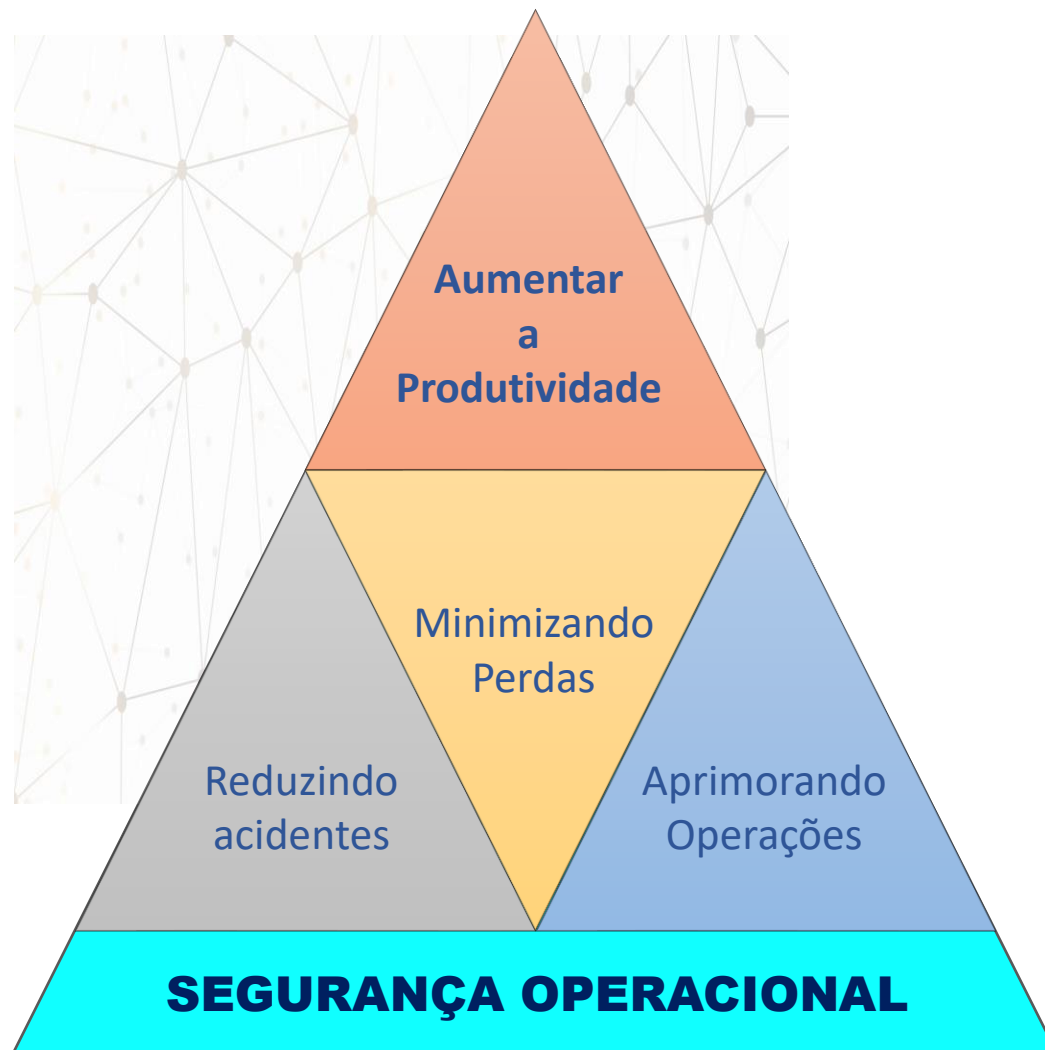 Aumentar
a
Produtividade
Minimizando
Perdas
Reduzindo
acidentes
Aprimorando
Operações
SEGURANÇA OPERACIONAL